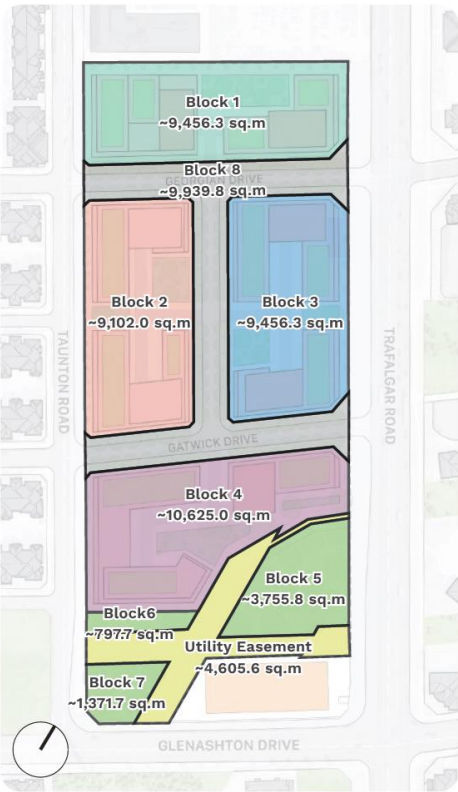 Block 1
~9,456.3 sq.m
Block 8
GEORGIAN DRIVE
~9,939.8 sq.m
Block 2
~9,102.0 sq.m
Block 3
~9,456.3 sq.m
TAUNTON ROAD
TRAFALGAR ROAD
GATWICK DRIVE
Block 4
~10,625.0 sq.m
Block 5
~3,755.8 sq.m
Block6
~797.7 sq.m
Utility Easement
~4,605.6 sq.m
Block 7
~1,371.7 sq.m
GLENASHTON DRIVE